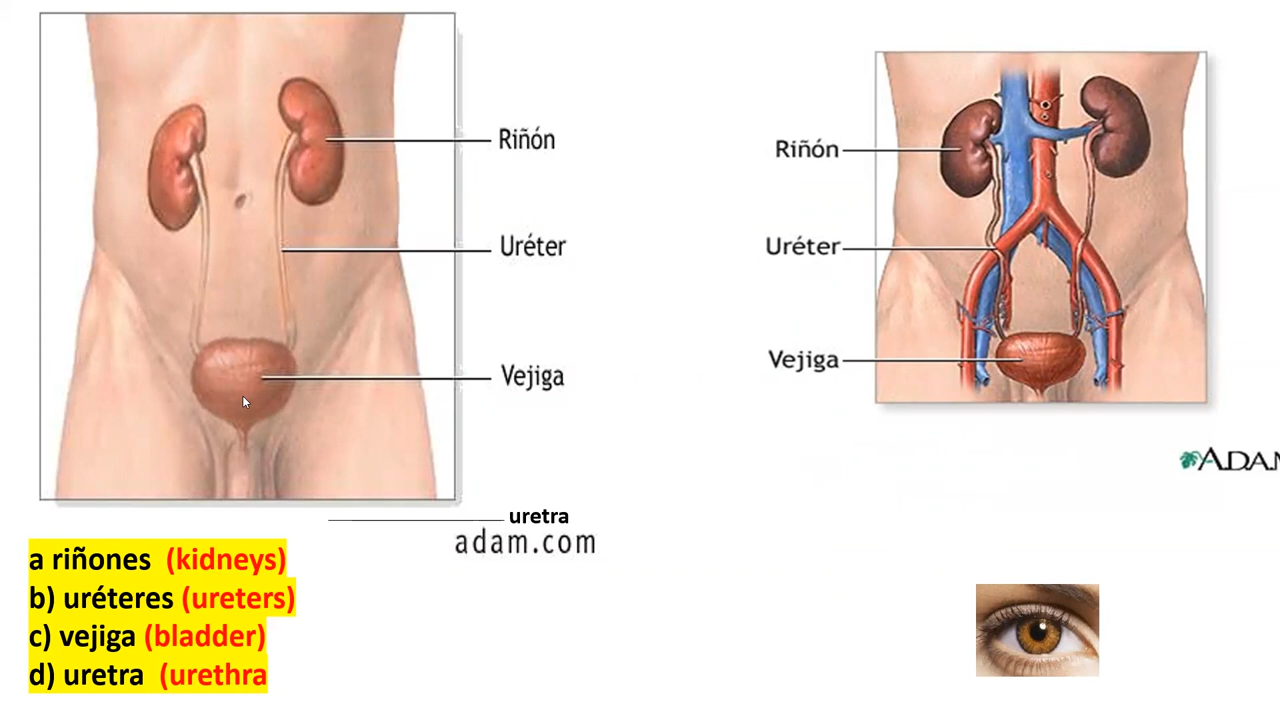 Riñón
Uréter
Vejiga
Riñón
Uréter
Vejiga
uretra
adam.com
a riñones (kidneys)
b) uréteres (ureters)
c) vejiga (bladder)
d) uretra (urethra